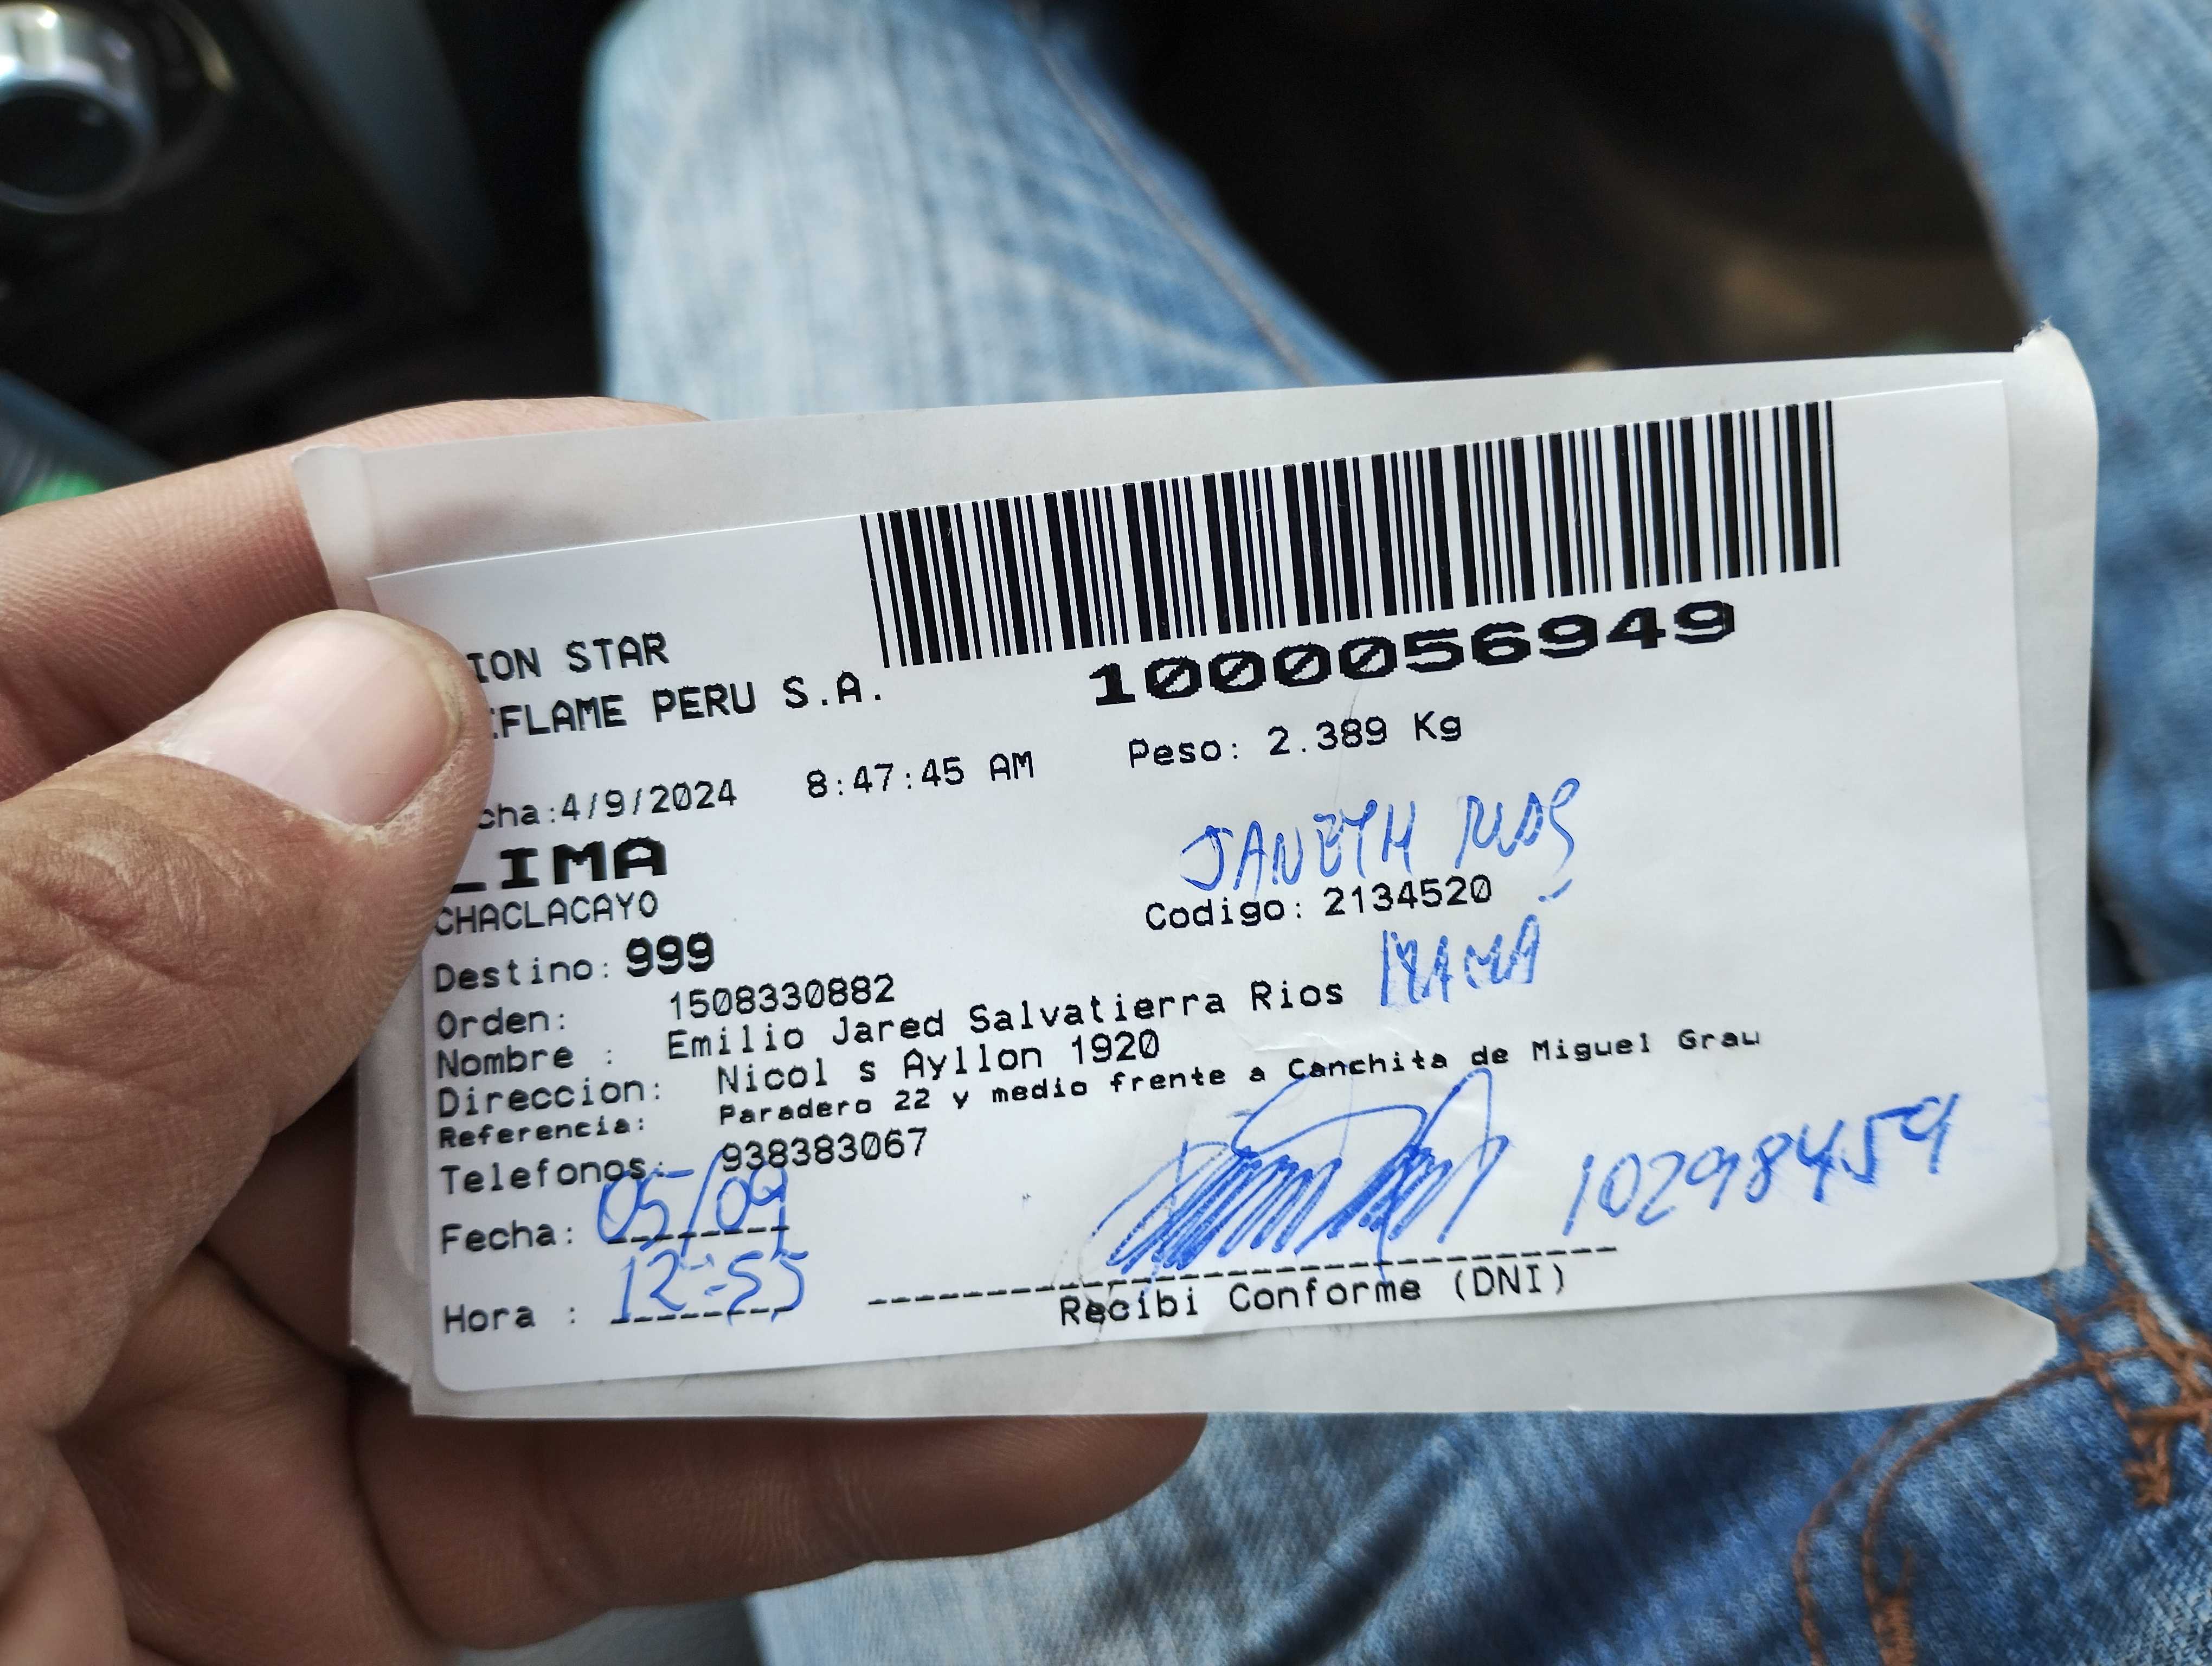 ION STAR
FLAME PERU S.A.
1000056949
cha:4/9/2024 8:47:45 AM Peso: 2.389 Kg
LIMA
JANETH RIOS
CHACLACAYO
Codigo: 2134520
Destino: 999
MAMÁ
Orden: 1508330882
Nombre : Emilio Jared Salvatierra Rios
Direccion: Nicol s Ayllon 1920
Referencia: Paradero 22 y medio frente a Canchita de Miguel Grau
Telefonos: 938383067
Fecha: 05/09
10298459
Hora : 12:55
Recibi Conforme (DNI)